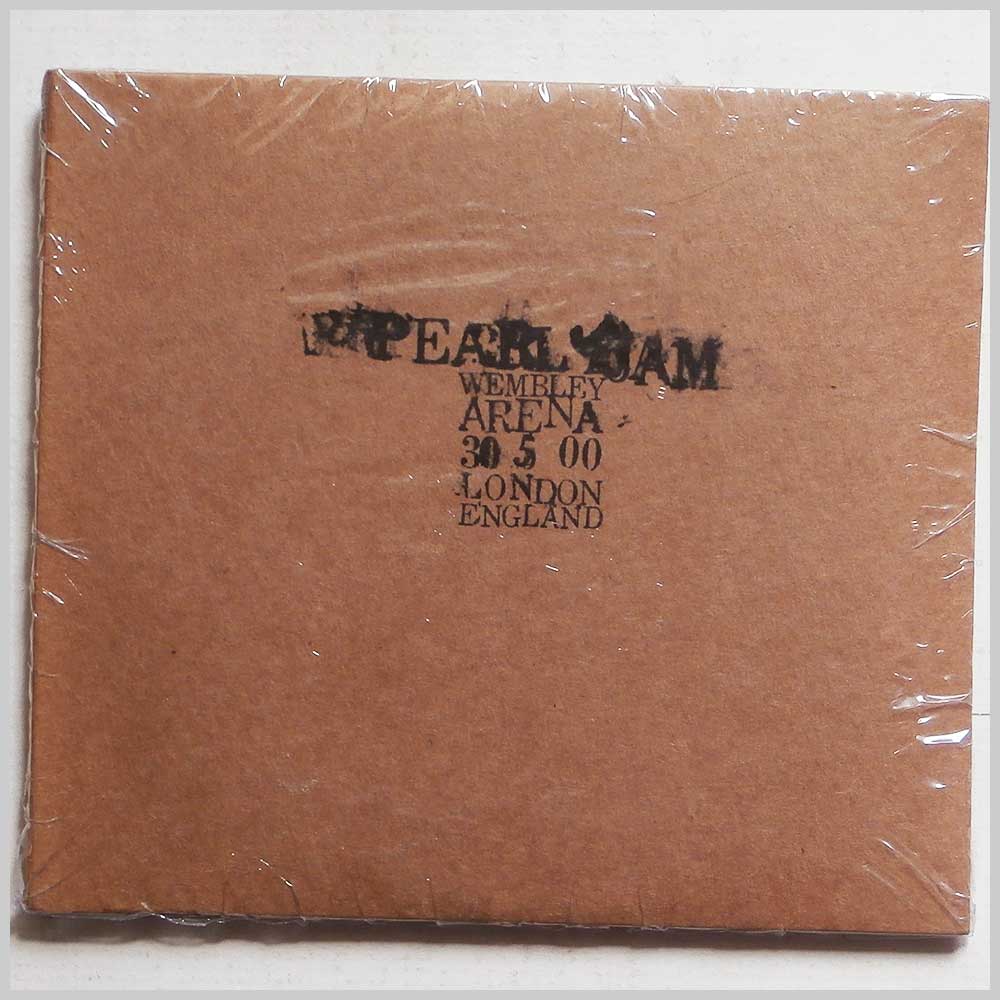 PEARL JAM
WEMBLEY
ARENA
30 5 00
LONDON
ENGLAND